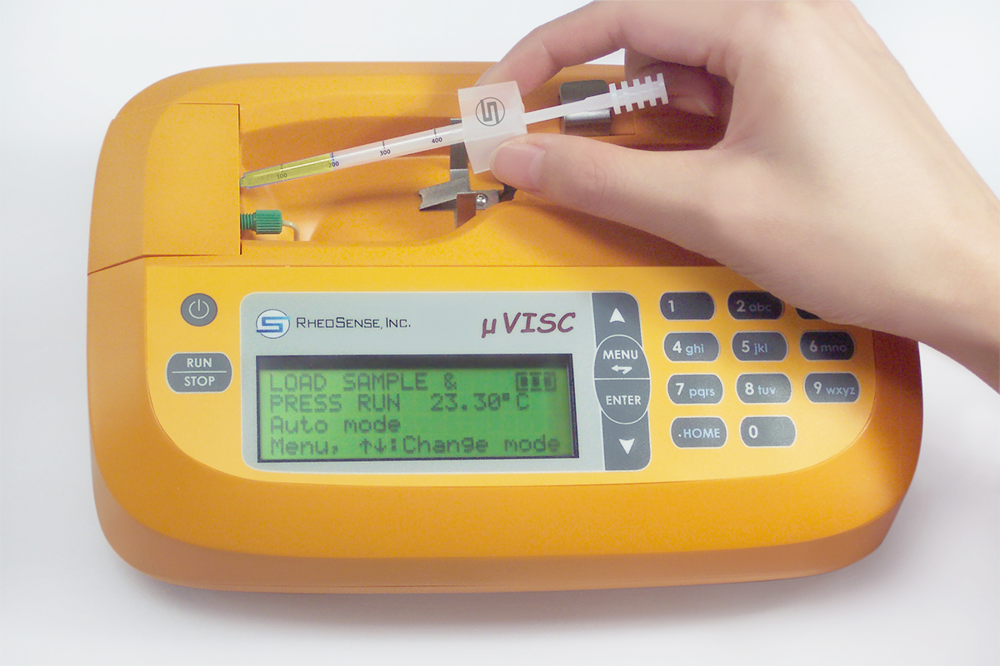 100
200
300
400
RHEOSENSE, INC.
µVISC
RUN
STOP
LOAD SAMPLE &
PRESS RUN 23.30°C
Auto mode
Menu, ↑↓:Change mode
MENU
ENTER
1
2 abc
4 ghi
5 jkl
6 mno
7 pqrs
8 tuv
9 wxyz
.HOME
0